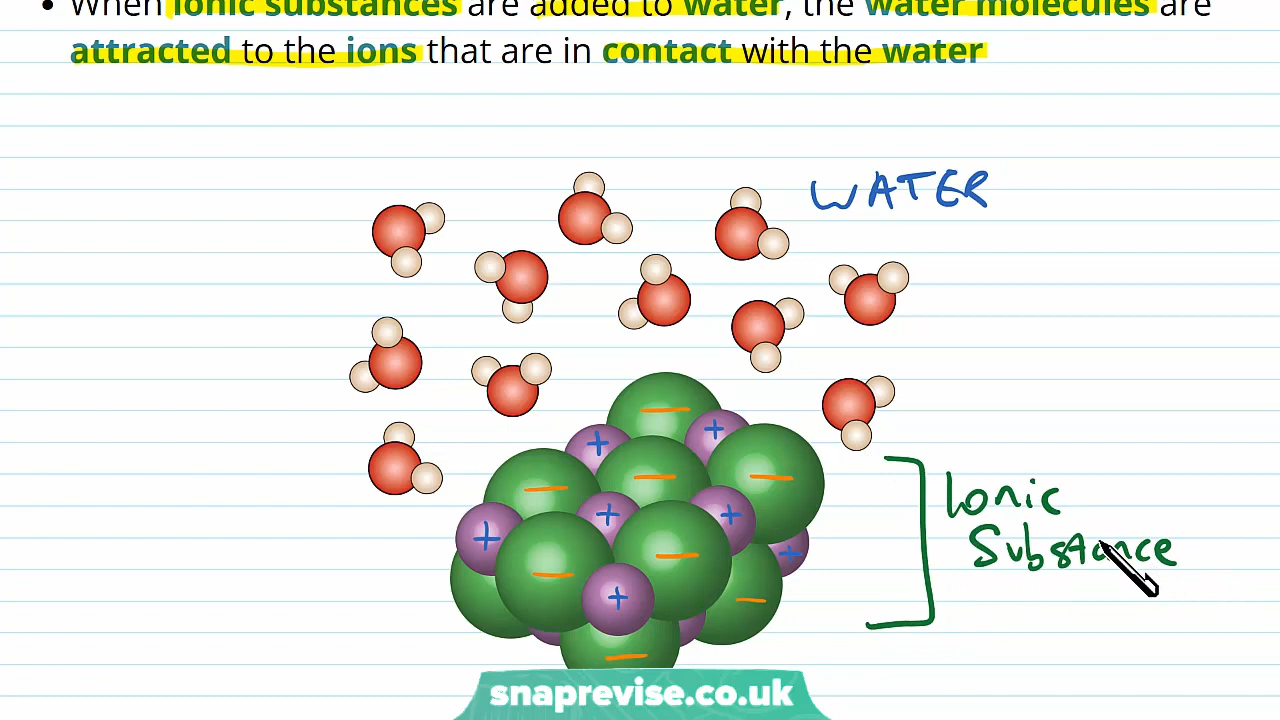 • When ionic substances are added to water, the water molecules are
attracted to the ions that are in contact with the water
WATER
+
+
+
+
+
+
+
−
−
−
−
−
−
−
−
−
Ionic
Substance
snaprevise.co.uk